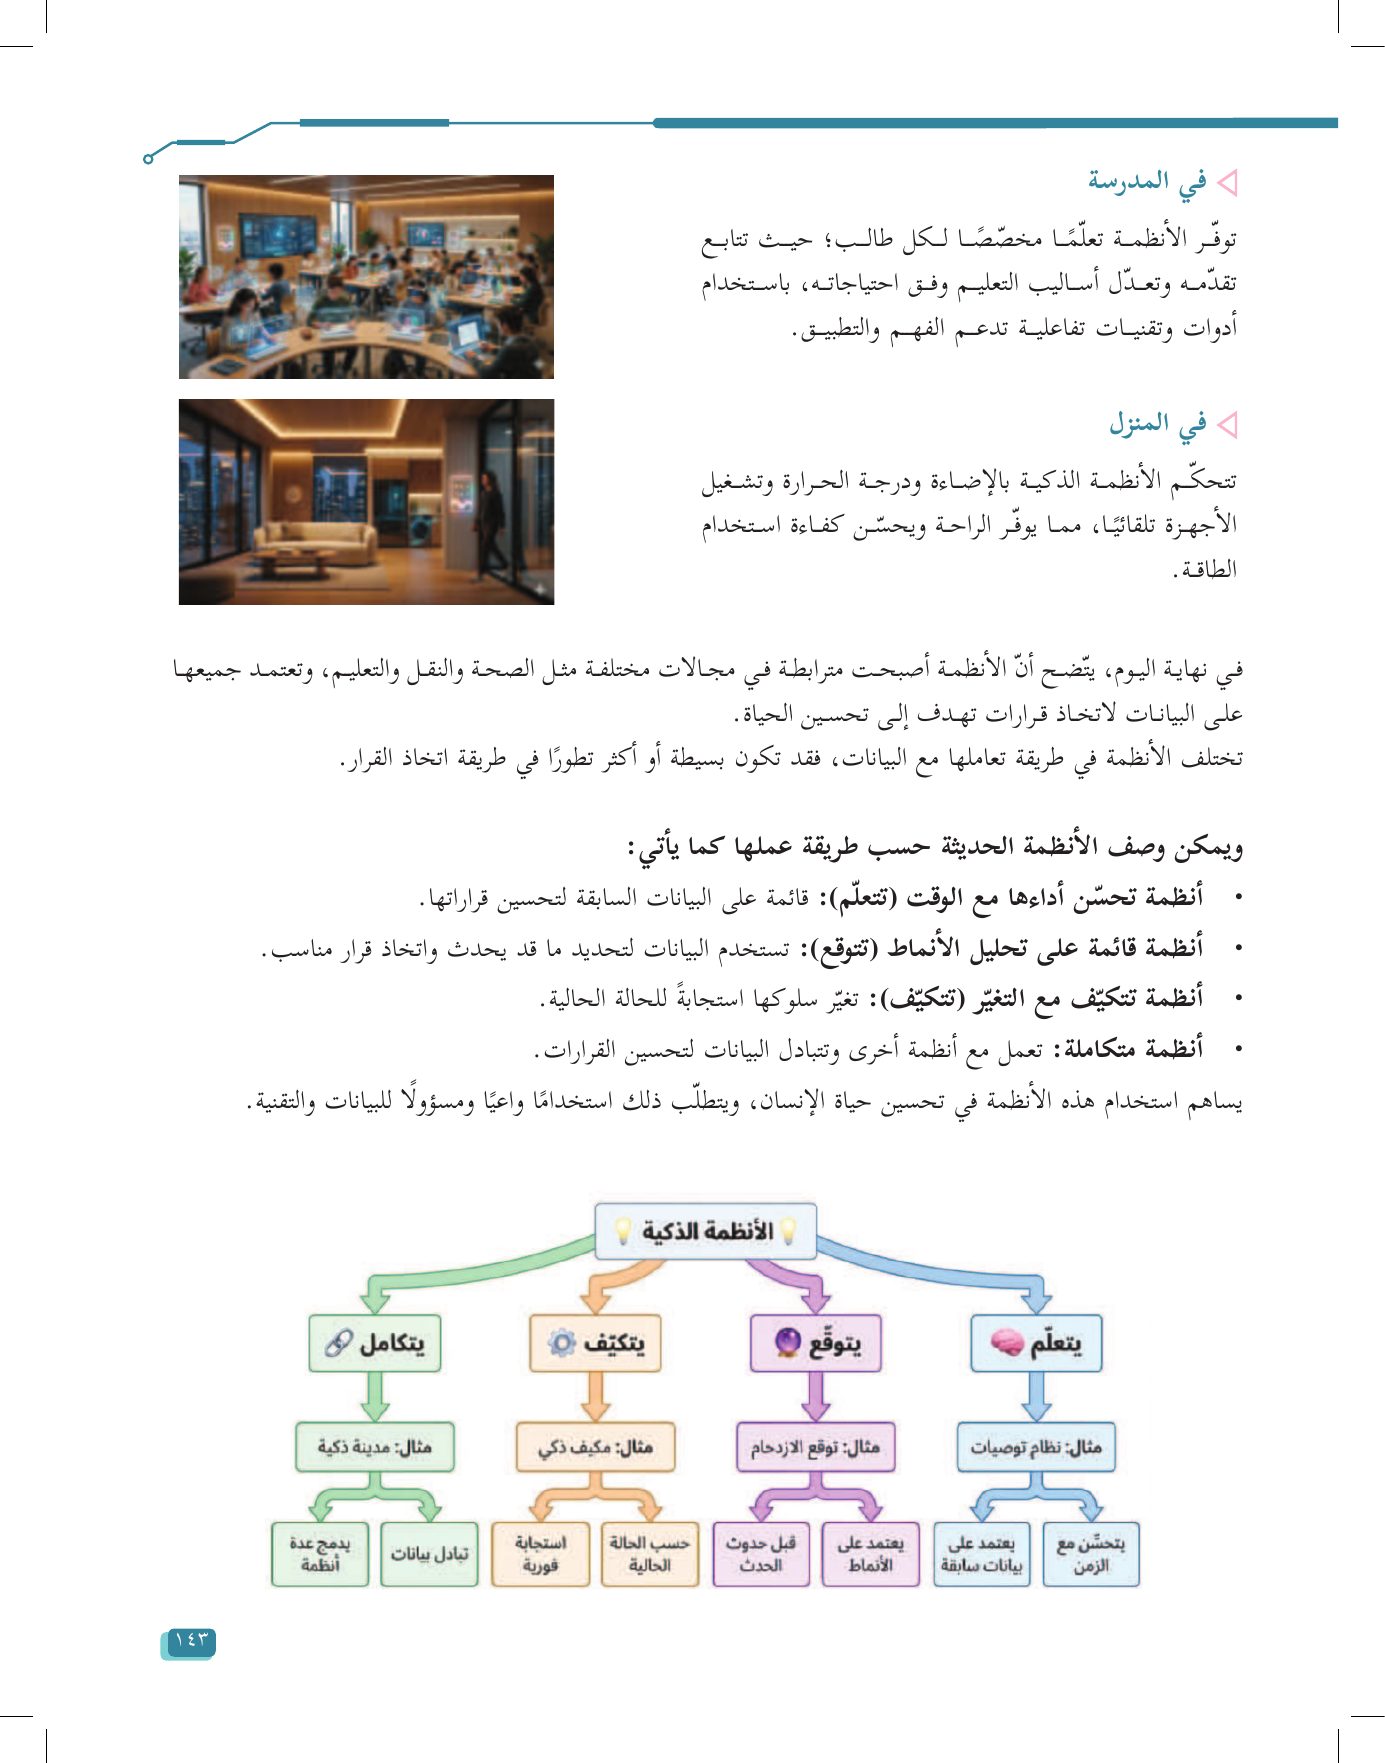 في المدرسة
توفّر الأنظمة تعلّمًا مخصّصًا لكل طالب؛ حيث تتابع
تقدّمه وتعدّل أساليب التعليم وفق احتياجاته، باستخدام
أدوات وتقنيات تفاعلية تدعم الفهم والتطبيق.
في المنزل
تتحكّم الأنظمة الذكية بالإضاءة ودرجة الحرارة وتشغيل
الأجهزة تلقائيًا، مما يوفّر الراحة ويحسّن كفاءة استخدام
الطاقة.
في نهاية اليوم، يتّضح أنّ الأنظمة أصبحت مترابطة في مجالات مختلفة مثل الصحة والنقل والتعليم، وتعتمد جميعها
على البيانات لاتخاذ قرارات تهدف إلى تحسين الحياة.
تختلف الأنظمة في طريقة تعاملها مع البيانات، فقد تكون بسيطة أو أكثر تطورًا في طريقة اتخاذ القرار.
ويمكن وصف الأنظمة الحديثة حسب طريقة عملها كما يأتي:
• أنظمة تحسّن أداءها مع الوقت (تتعلّم): قائمة على البيانات السابقة لتحسين قراراتها.
• أنظمة قائمة على تحليل الأنماط (تتوقع): تستخدم البيانات لتحديد ما قد يحدث واتخاذ قرار مناسب.
• أنظمة تتكيّف مع التغيّر (تتكيّف): تغيّر سلوكها استجابةً للحالة الحالية.
• أنظمة متكاملة: تعمل مع أنظمة أخرى وتتبادل البيانات لتحسين القرارات.
يساهم استخدام هذه الأنظمة في تحسين حياة الإنسان، ويتطلّب ذلك استخدامًا واعيًا ومسؤولًا للبيانات والتقنية.
الأنظمة الذكية
يتعلّم
يتوقّع
يتكيّف
يتكامل
مثال: نظام توصيات
مثال: توقع الازدحام
مثال: مكيف ذكي
مثال: مدينة ذكية
يتحسّن مع
الزمن
يعتمد على
بيانات سابقة
يعتمد على
الأنماط
قبل حدوث
الحدث
حسب الحالة
الحالية
استجابة
فورية
تبادل بيانات
يدمج عدة
أنظمة
١٤٣